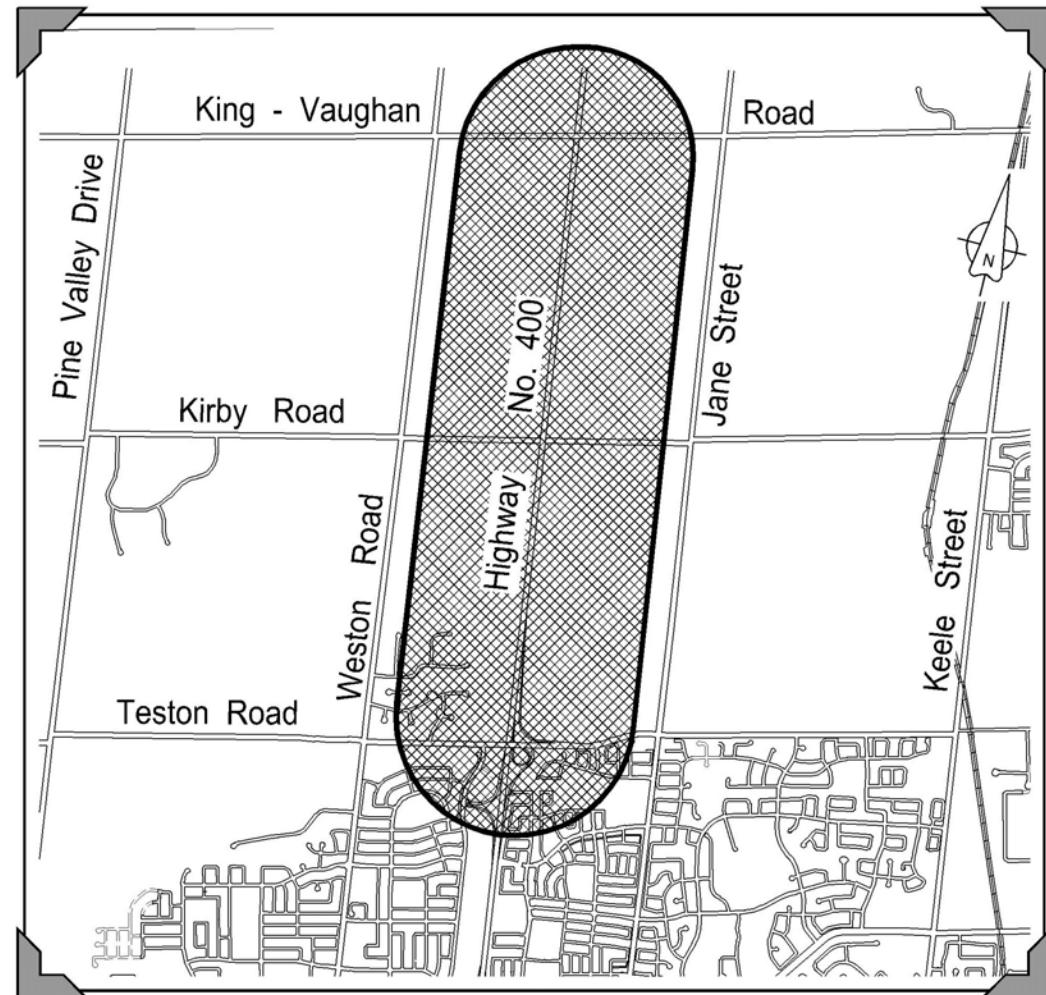 King - Vaughan Road
Pine Valley Drive
N
Jane Street
Highway No. 400
Kirby Road
Weston Road
Keele Street
Teston Road